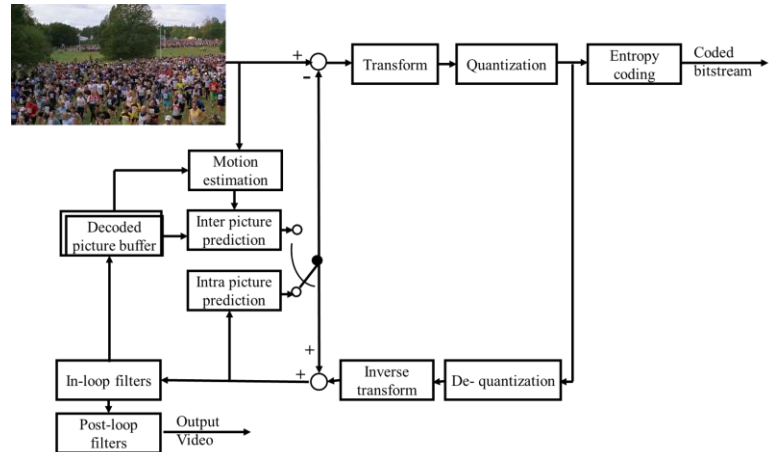 +
-
Transform
Quantization
Entropy
coding
Coded
bitstream
Motion
estimation
Decoded
picture buffer
Inter picture
prediction
Intra picture
prediction
+
+
In-loop filters
Inverse
transform
De- quantization
Post-loop
filters
Output
Video